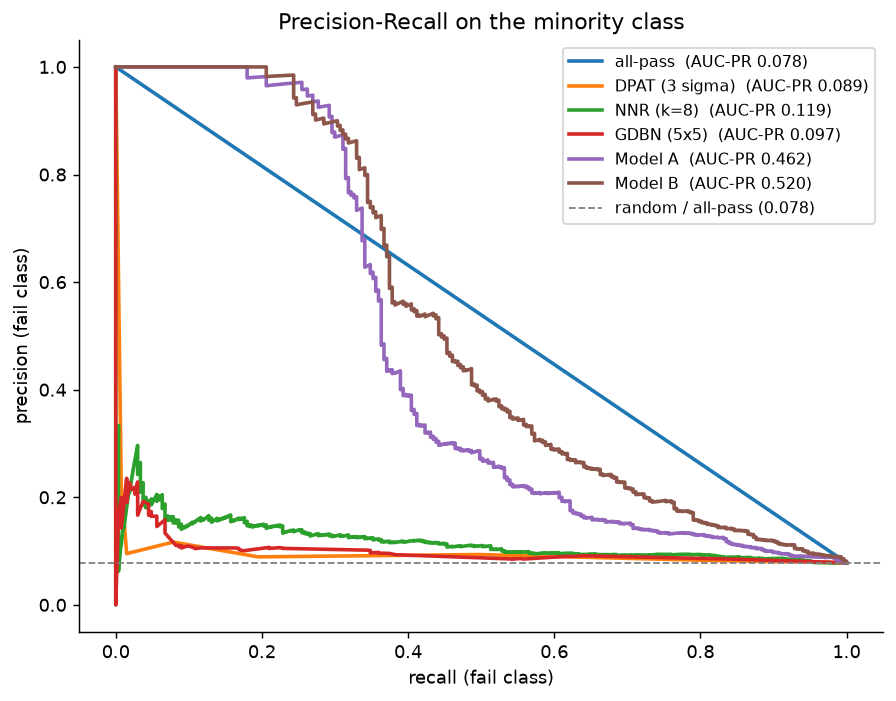 Precision-Recall on the minority class
all-pass (AUC-PR 0.078)
DPAT (3 sigma) (AUC-PR 0.089)
NNR (k=8) (AUC-PR 0.119)
GDBN (5x5) (AUC-PR 0.097)
Model A (AUC-PR 0.462)
Model B (AUC-PR 0.520)
random / all-pass (0.078)
precision (fail class)
1.0
0.8
0.6
0.4
0.2
0.0
0.0 0.2 0.4 0.6 0.8 1.0
recall (fail class)